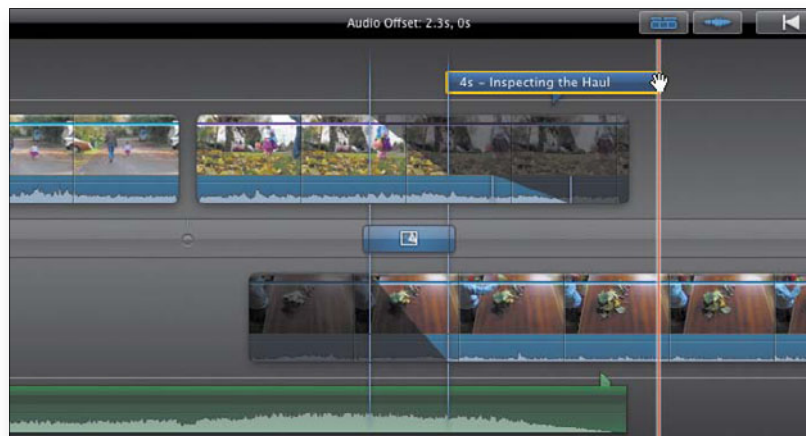 Audio Offset: 2.3s, 0s
4s – Inspecting the Haul